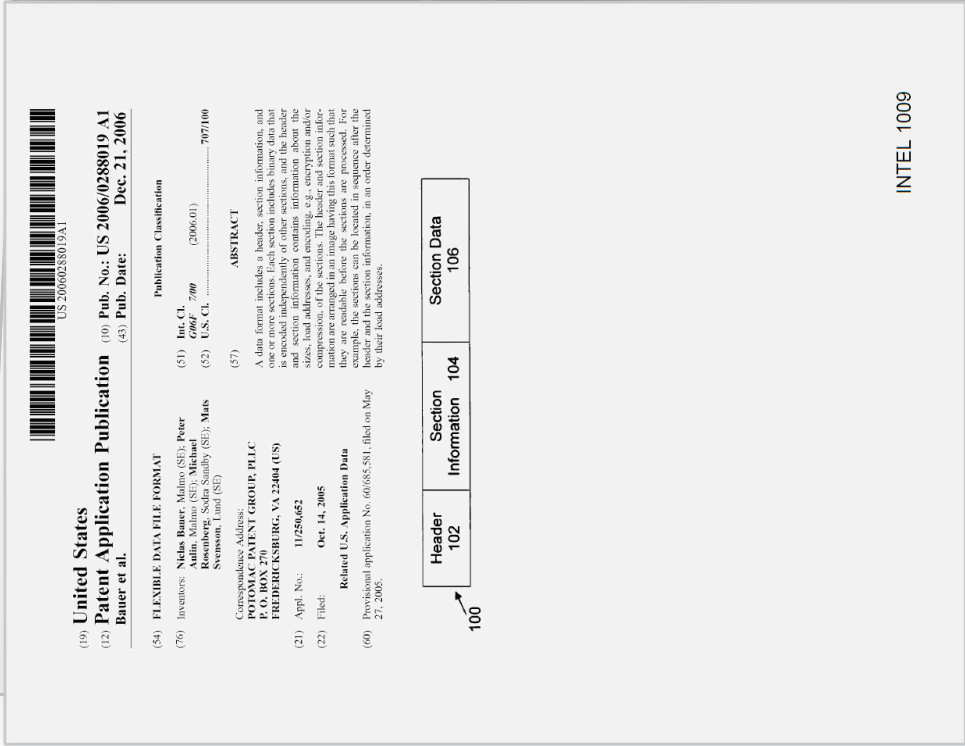 US 20060288019A1
(19) United States
(12) Patent Application Publication (10) Pub. No.: US 2006/0288019 A1
Bauer et al. (43) Pub. Date: Dec. 21, 2006
(54) FLEXIBLE DATA FILE FORMAT
(76) Inventors: Niclas Bauer, Malmo (SE); Peter
Aulin, Malmo (SE); Michael
Rosenberg, Sodra Sandby (SE); Mats
Svensson, Lund (SE)
Correspondence Address:
POTOMAC PATENT GROUP, PLLC
P. O. BOX 270
FREDERICKSBURG, VA 22404 (US)
(21) Appl. No.: 11/250,652
(22) Filed: Oct. 14, 2005
Related U.S. Application Data
(60) Provisional application No. 60/685,581, filed on May
27, 2005.
Publication Classification
(51) Int. Cl.
G06F 7/00 (2006.01)
(52) U.S. Cl. .............................................. 707/100
(57) ABSTRACT
A data format includes a header, section information, and
one or more sections. Each section includes binary data that
is encoded independently of other sections, and the header
and section information contains information about the
sizes, load addresses, and encoding, e.g., encryption and/or
compression, of the sections. The header and section infor-
mation are arranged in an image having this format such that
they are readable before the sections are processed. For
example, the sections can be located in sequence after the
header and the section information, in an order determined
by their load addresses.
Header
102
Section
Information 104
Section Data
106
100
INTEL 1009